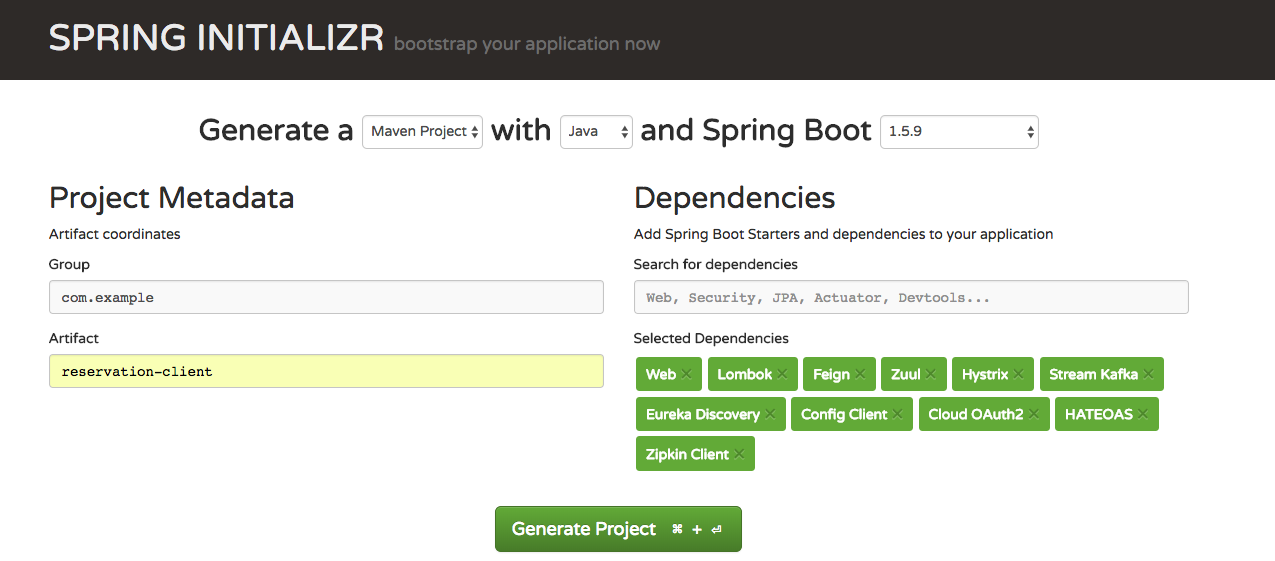 SPRING INITIALIZR bootstrap your application now
Generate a Maven Project with Java and Spring Boot 1.5.9
Project Metadata
Artifact coordinates
Group
com.example
Artifact
reservation-client
Dependencies
Add Spring Boot Starters and dependencies to your application
Search for dependencies
Web, Security, JPA, Actuator, Devtools...
Selected Dependencies
Web × Lombok × Feign × Zuul × Hystrix × Stream Kafka ×
Eureka Discovery × Config Client × Cloud OAuth2 × HATEOAS ×
Zipkin Client ×
Generate Project ⌘ + ⏎